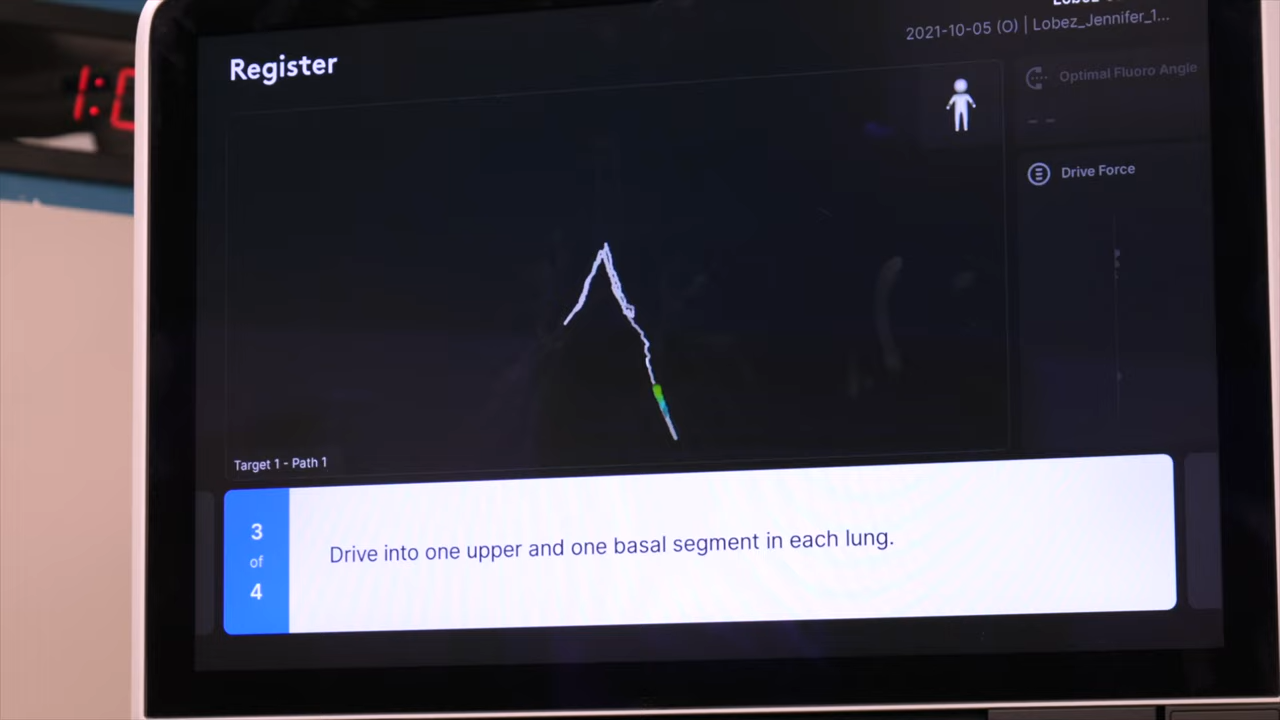 Register
2021-10-05 (O) | Lobez_Jennifer_1...
Optimal Fluoro Angle
- -
Drive Force
Target 1 - Path 1
3
of
4
Drive into one upper and one basal segment in each lung.